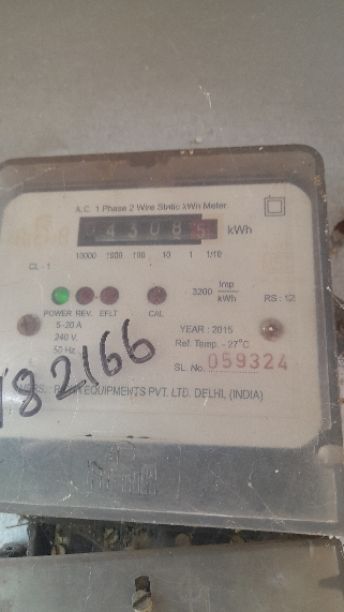 A.C. 1 Phase 2 Wire Static kWh Meter
04308 5 kWh
10000 1000 100 10 1 1/10
CL - 1
3200 Imp/kWh RS : 12
POWER REV. EFLT CAL
5-20 A
240 V.
50 Hz
YEAR : 2015
Ref. Temp. - 27°C
SL. No. 059324
82166
EQUIPMENTS PVT. LTD. DELHI, (INDIA)